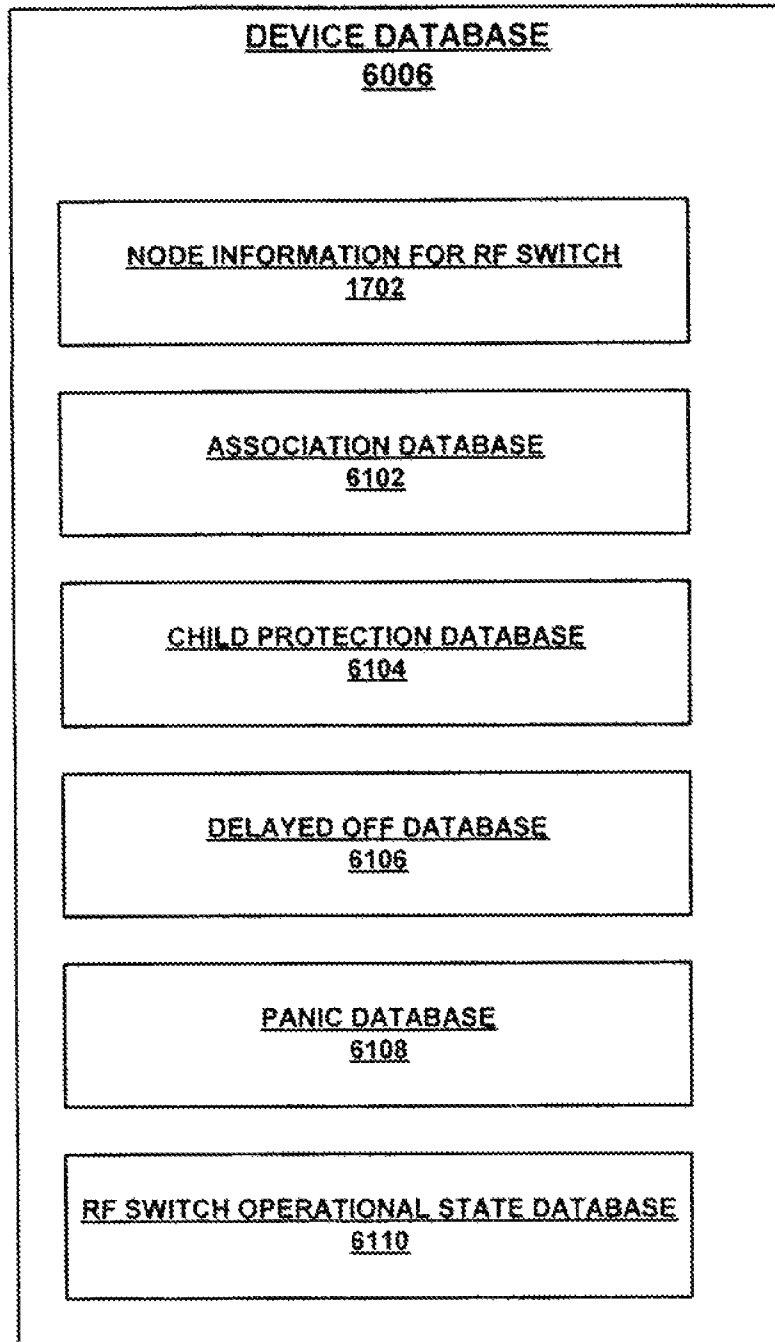 DEVICE DATABASE
6006
NODE INFORMATION FOR RF SWITCH
1702
ASSOCIATION DATABASE
6102
CHILD PROTECTION DATABASE
6104
DELAYED OFF DATABASE
6106
PANIC DATABASE
6108
RF SWITCH OPERATIONAL STATE DATABASE
6110